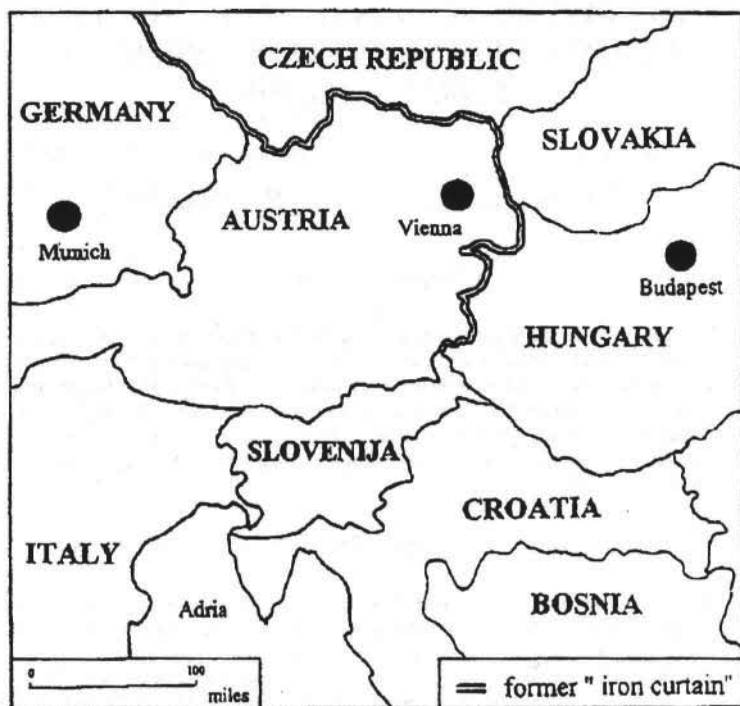 CZECH REPUBLIC
GERMANY
SLOVAKIA
AUSTRIA
Vienna
Munich
Budapest
HUNGARY
SLOVENIJA
CROATIA
ITALY
Adria
BOSNIA
0 100
miles
former " iron curtain"